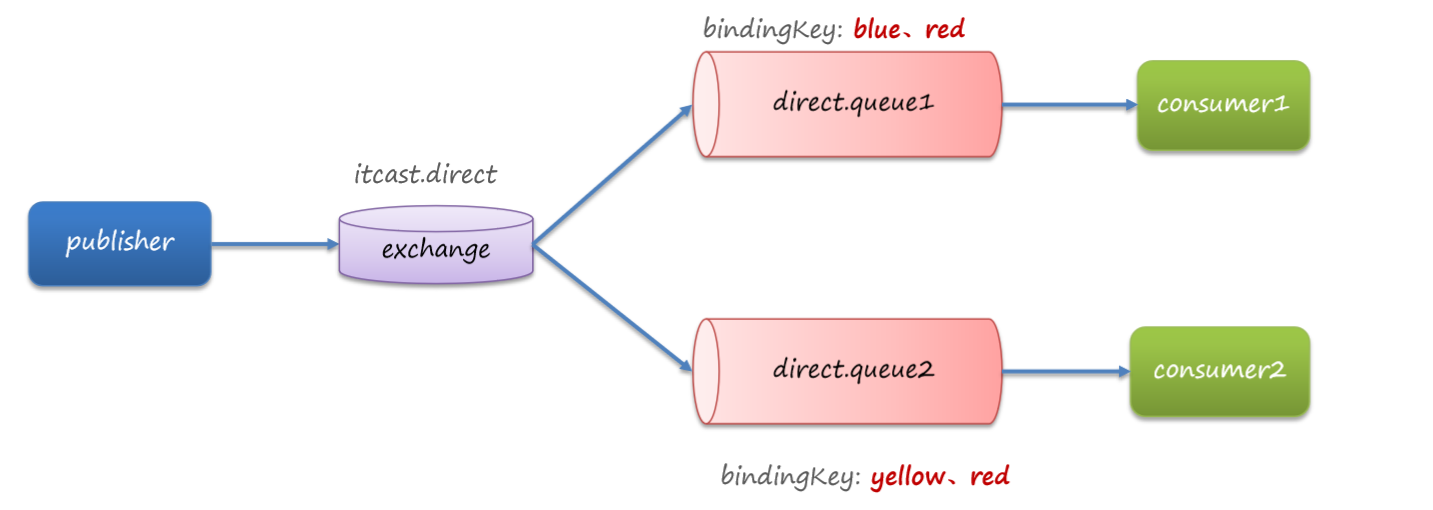 bindingKey: blue、red
direct.queue1
consumer1
itcast.direct
publisher
exchange
direct.queue2
consumer2
bindingKey: yellow、red